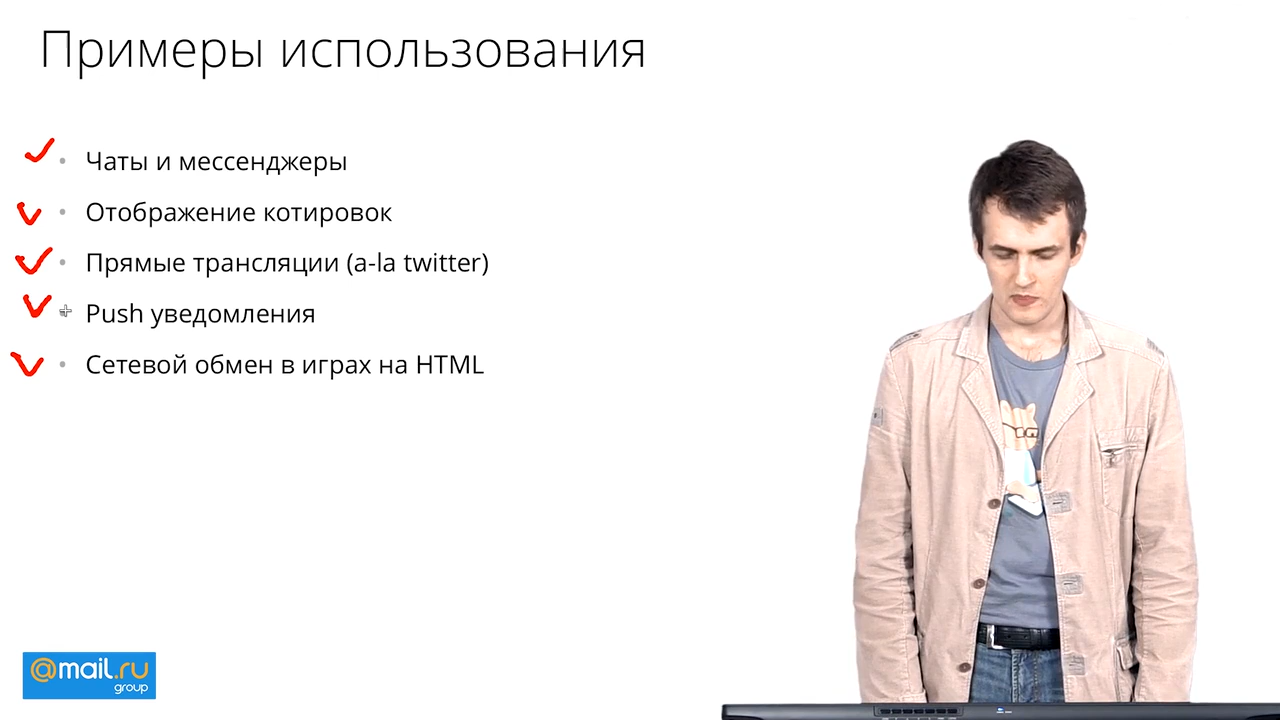 Примеры использования
• Чаты и мессенджеры
• Отображение котировок
• Прямые трансляции (a-la twitter)
Push уведомления
• Сетевой обмен в играх на HTML
@mail.ru
group